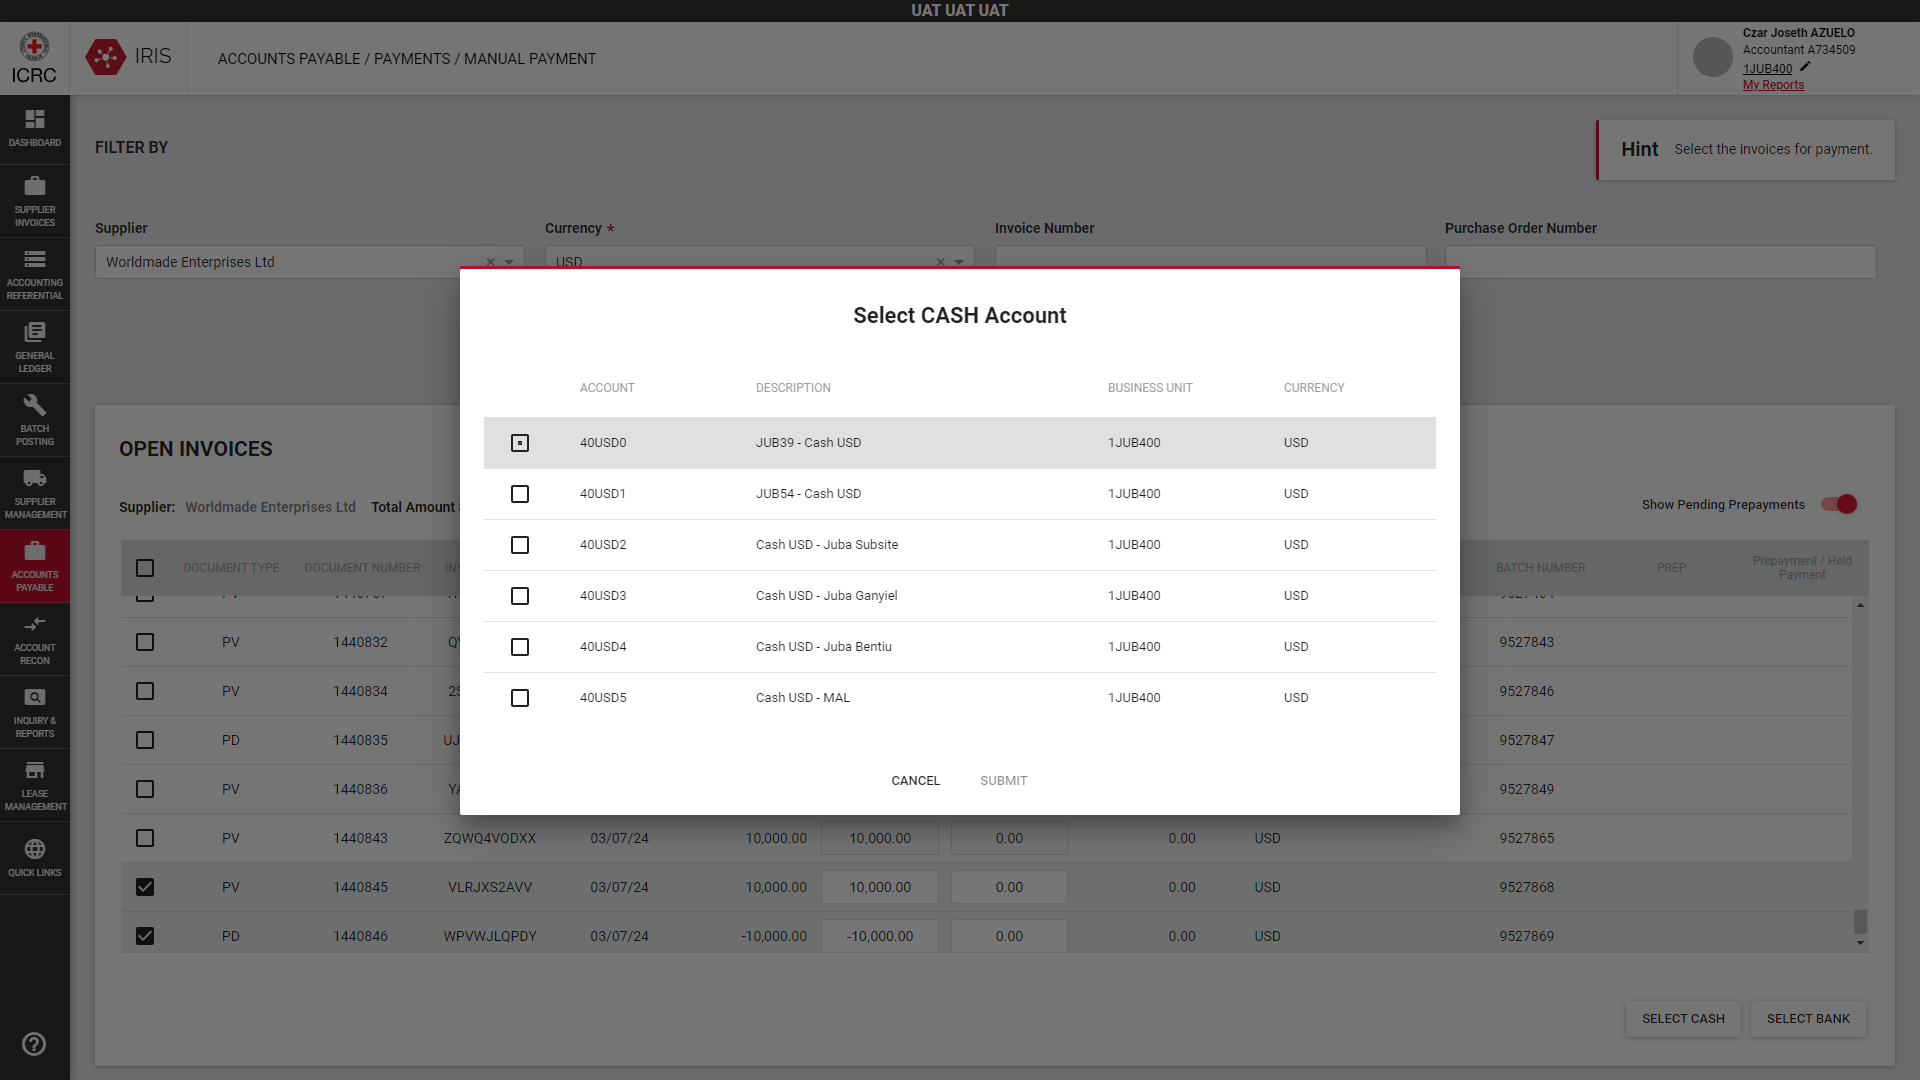 UAT UAT UAT
ICRC
IRIS
ACCOUNTS PAYABLE / PAYMENTS / MANUAL PAYMENT
Czar Joseth AZUELO
Accountant A734509
1JUB400
My Reports
DASHBOARD
SUPPLIER
INVOICES
ACCOUNTING
REFERENTIAL
GENERAL
LEDGER
BATCH
POSTING
SUPPLIER
MANAGEMENT
ACCOUNTS
PAYABLE
ACCOUNT
RECON
INQUIRY &
REPORTS
LEASE
MANAGEMENT
QUICK LINKS
FILTER BY
Hint Select the invoices for payment.
Supplier Currency * Invoice Number Purchase Order Number
Worldmade Enterprises Ltd USD
Select CASH Account
ACCOUNT DESCRIPTION BUSINESS UNIT CURRENCY
40USD0 JUB39 - Cash USD 1JUB400 USD
40USD1 JUB54 - Cash USD 1JUB400 USD
40USD2 Cash USD - Juba Subsite 1JUB400 USD
40USD3 Cash USD - Juba Ganyiel 1JUB400 USD
40USD4 Cash USD - Juba Bentiu 1JUB400 USD
40USD5 Cash USD - MAL 1JUB400 USD
CANCEL SUBMIT
OPEN INVOICES
Supplier: Worldmade Enterprises Ltd Total Amount
Show Pending Prepayments
DOCUMENT TYPE DOCUMENT NUMBER BATCH NUMBER PREP Prepayment / Held
Payment
PV 1440832 9527843
PV 1440834 9527846
PD 1440835 UJ 9527847
PV 1440836 9527849
PV 1440843 ZQWQ4VODXX 03/07/24 10,000.00 10,000.00 0.00 0.00 USD 9527865
PV 1440845 VLRJXS2AVV 03/07/24 10,000.00 10,000.00 0.00 0.00 USD 9527868
PD 1440846 WPVWJLQPDY 03/07/24 -10,000.00 -10,000.00 0.00 0.00 USD 9527869
SELECT CASH SELECT BANK